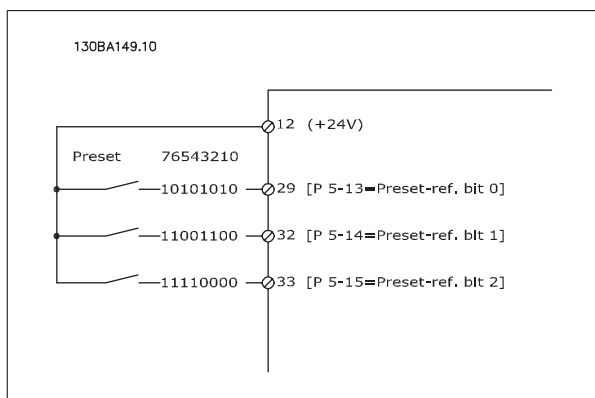 130BA149.10
12 (+24V)
Preset 76543210
10101010 29 [P 5-13=Preset-ref. bit 0]
11001100 32 [P 5-14=Preset-ref. bit 1]
11110000 33 [P 5-15=Preset-ref. bit 2]